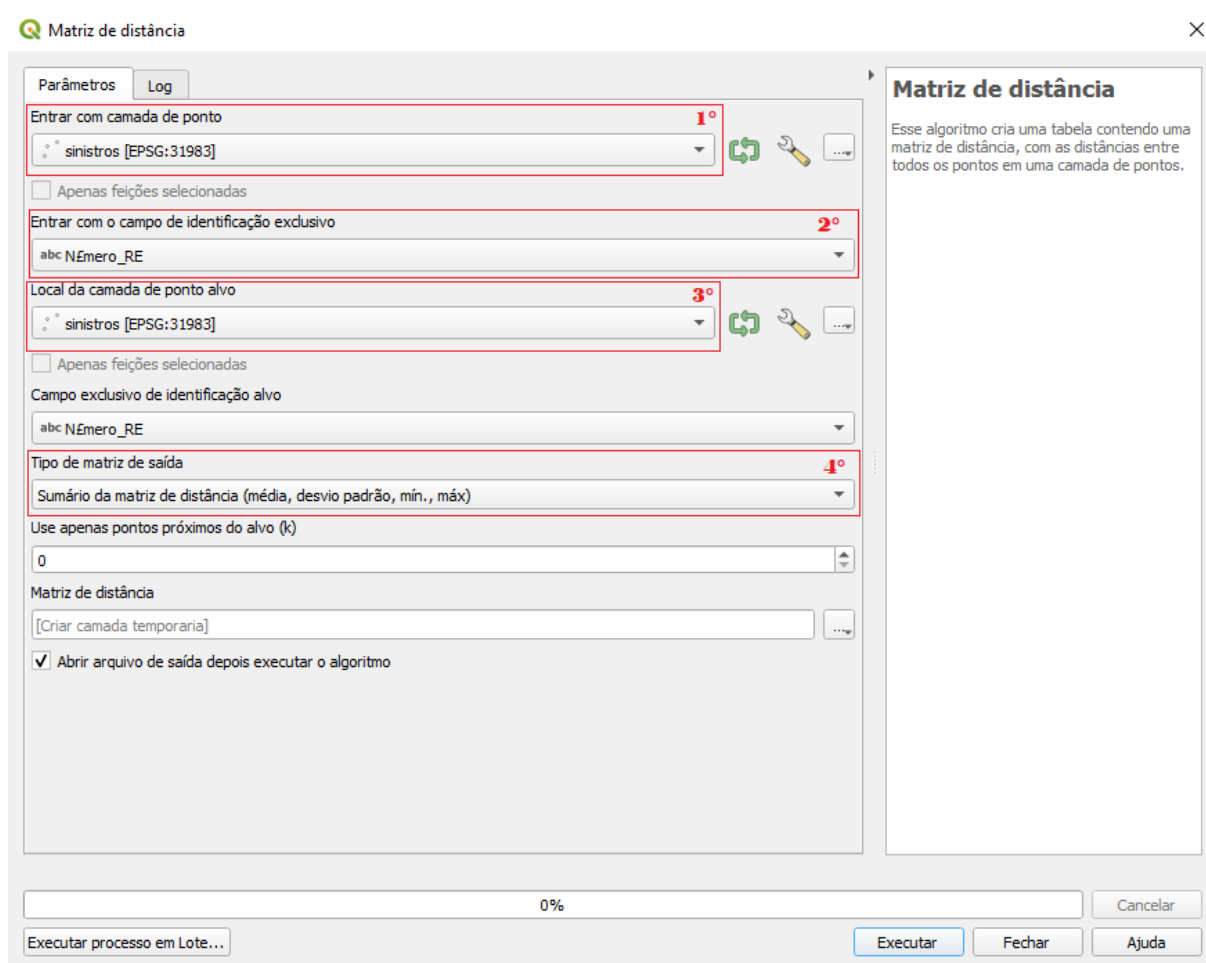 Matriz de distância
Parâmetros
Log
Entrar com camada de ponto
1°
sinistros [EPSG:31983]
...
Apenas feições selecionadas
Entrar com o campo de identificação exclusivo
2°
abc N£mero_RE
Local da camada de ponto alvo
3°
sinistros [EPSG:31983]
...
Apenas feições selecionadas
Campo exclusivo de identificação alvo
abc N£mero_RE
Tipo de matriz de saída
4°
Sumário da matriz de distância (média, desvio padrão, mín., máx)
Use apenas pontos próximos do alvo (k)
0
Matriz de distância
[Criar camada temporaria]
...
Abrir arquivo de saída depois executar o algoritmo
Matriz de distância
Esse algoritmo cria uma tabela contendo uma
matriz de distância, com as distâncias entre
todos os pontos em uma camada de pontos.
0%
Cancelar
Executar processo em Lote...
Executar
Fechar
Ajuda